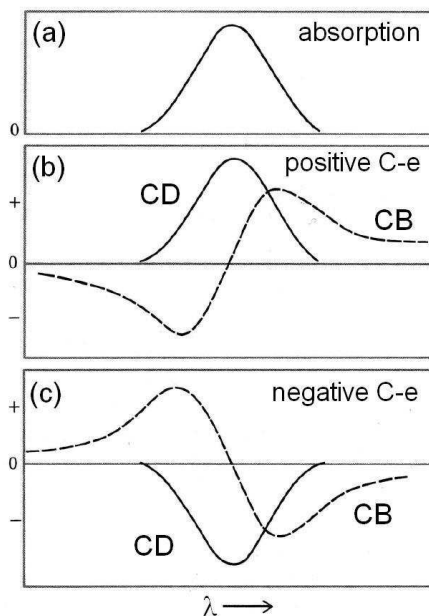 (a) absorption
0
(b) positive C-e
CD
+
CB
0
−
(c) negative C-e
+
0
−
CB
CD
λ →